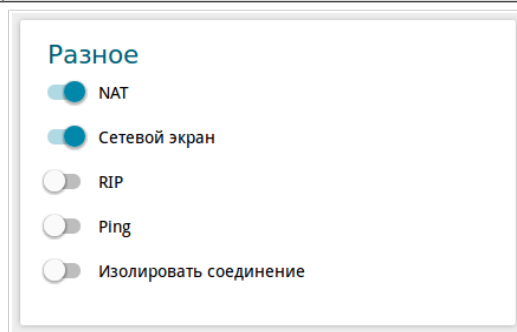 Разное
NAT
Сетевой экран
RIP
Ping
Изолировать соединение